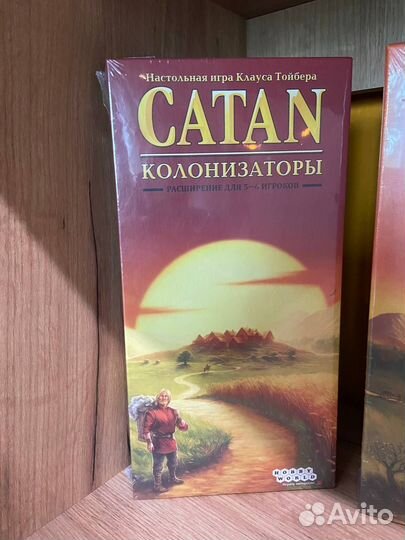 Настольная игра Клауса Тойбера
CATAN
КОЛОНИЗАТОРЫ
РАСШИРЕНИЕ ДЛЯ 5–6 ИГРОКОВ
HOBBY
WORLD
Avito